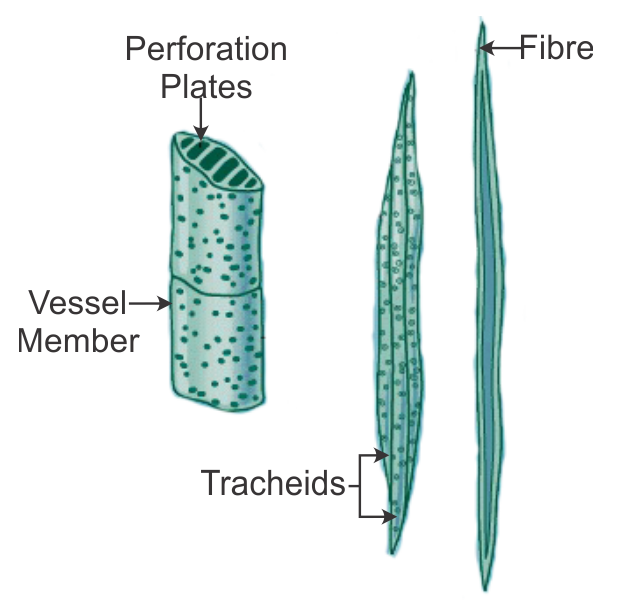 Perforation
Plates
Fibre
Vessel
Member
Tracheids